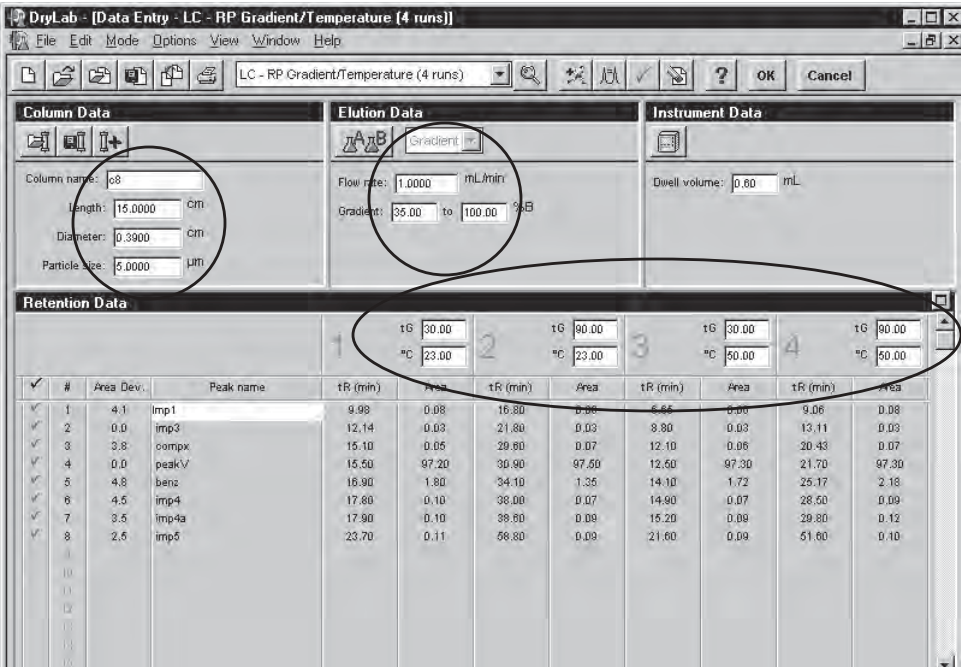 DryLab - [Data Entry - LC - RP Gradient/Temperature (4 runs)]
File Edit Mode Options View Window Help
LC - RP Gradient/Temperature (4 runs) ? OK Cancel
Column Data Elution Data Instrument Data
Gradient
Column name: c8 Flow rate: 1.0000 mL/min Dwell volume: 0.60 mL
Length: 15.0000 cm Gradient: 35.00 to 100.00 %B
Diameter: 0.3900 cm
Particle size: 5.0000 µm
Retention Data
1 tG 30.00 2 tG 90.00 3 tG 30.00 4 tG 90.00
°C 23.00 °C 23.00 °C 50.00 °C 50.00
# Area Dev. Peak name tR (min) Area tR (min) Area tR (min) Area tR (min) Area
1 4.1 Imp1 9.98 0.08 16.80 9.06 0.08
2 0.0 imp3 12.14 0.03 21.80 0.03 8.80 0.03 13.11 0.03
3 3.8 compx 15.10 0.05 29.60 0.07 12.10 0.06 20.43 0.07
4 0.0 peakV 15.50 97.20 30.90 97.50 12.60 97.30 21.70 97.30
5 4.8 benz 16.90 1.80 34.10 1.35 14.10 1.72 25.17 2.18
6 4.5 imp4 17.80 0.10 38.00 0.07 14.90 0.07 28.50 0.09
7 3.5 imp4a 17.90 0.10 38.60 0.09 15.20 0.09 29.80 0.12
8 2.5 imp5 23.70 0.11 58.80 0.09 21.60 0.09 51.60 0.10
10
12